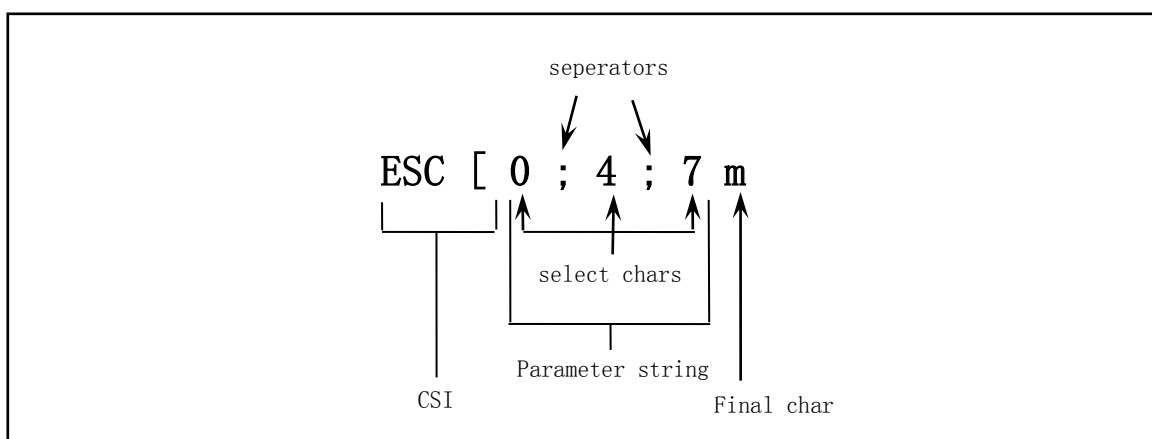 seperators
ESC [ 0 ; 4 ; 7 m
select chars
Parameter string
CSI
Final char